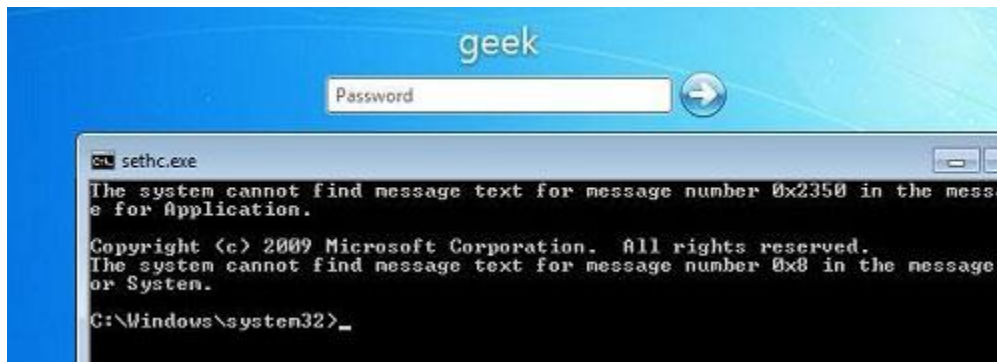 geek
Password
sethc.exe
The system cannot find message text for message number 0x2350 in the mess
e for Application.
Copyright (c) 2009 Microsoft Corporation.  All rights reserved.
The system cannot find message text for message number 0x8 in the message
or System.
C:\Windows\system32>_